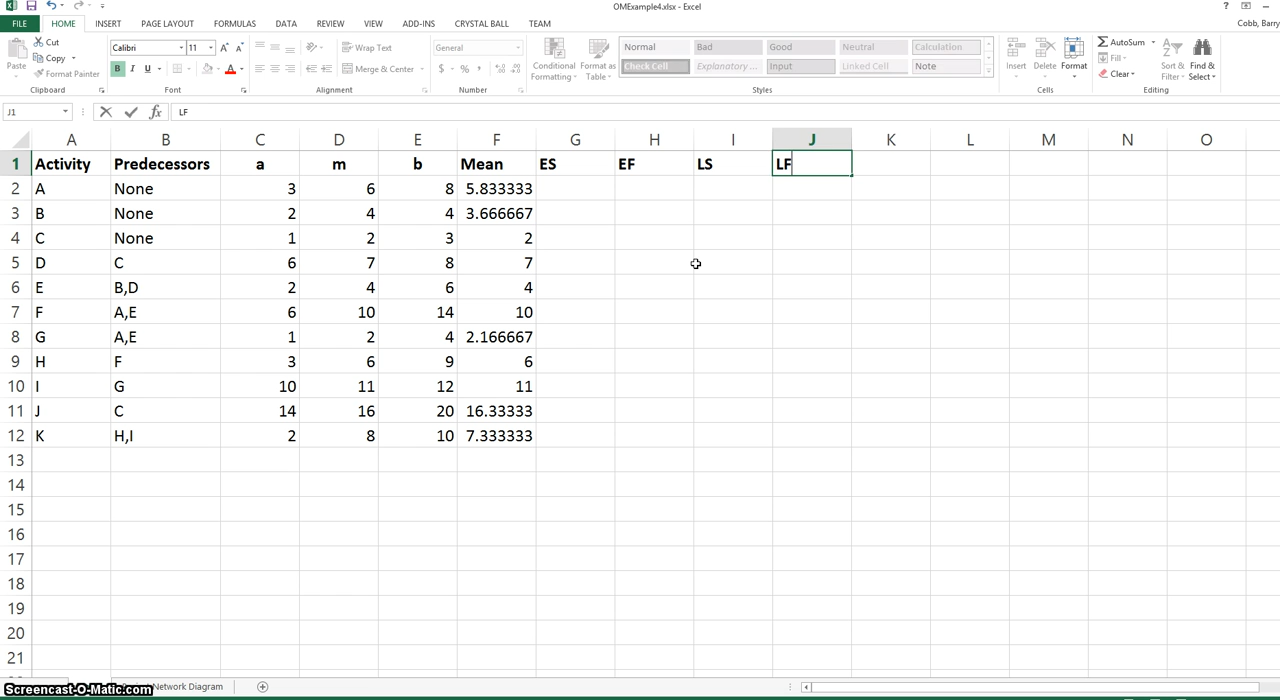 OMExample4.xlsx - Excel
FILE HOME INSERT PAGE LAYOUT FORMULAS DATA REVIEW VIEW ADD-INS CRYSTAL BALL TEAM Cobb, Barry
Paste Cut Copy Format Painter Calibri 11 B I U Wrap Text Merge & Center General $ % Conditional Formatting Format as Table Normal Bad Good Neutral Calculation
Check Cell Explanatory ... Input Linked Cell Note Insert Delete Format AutoSum Fill Clear Sort & Filter Find & Select
Clipboard Font Alignment Number Styles Cells Editing
J1 fx LF
A B C D E F G H I J K L M N O
1 Activity Predecessors a m b Mean ES EF LS LF
2 A None 3 6 8 5.833333
3 B None 2 4 4 3.666667
4 C None 1 2 3 2
5 D C 6 7 8 7
6 E B,D 2 4 6 4
7 F A,E 6 10 14 10
8 G A,E 1 2 4 2.166667
9 H F 3 6 9 6
10 I G 10 11 12 11
11 J C 14 16 20 16.33333
12 K H,I 2 8 10 7.333333
13
14
15
16
17
18
19
20
21
Screencast-O-Matic.com Network Diagram